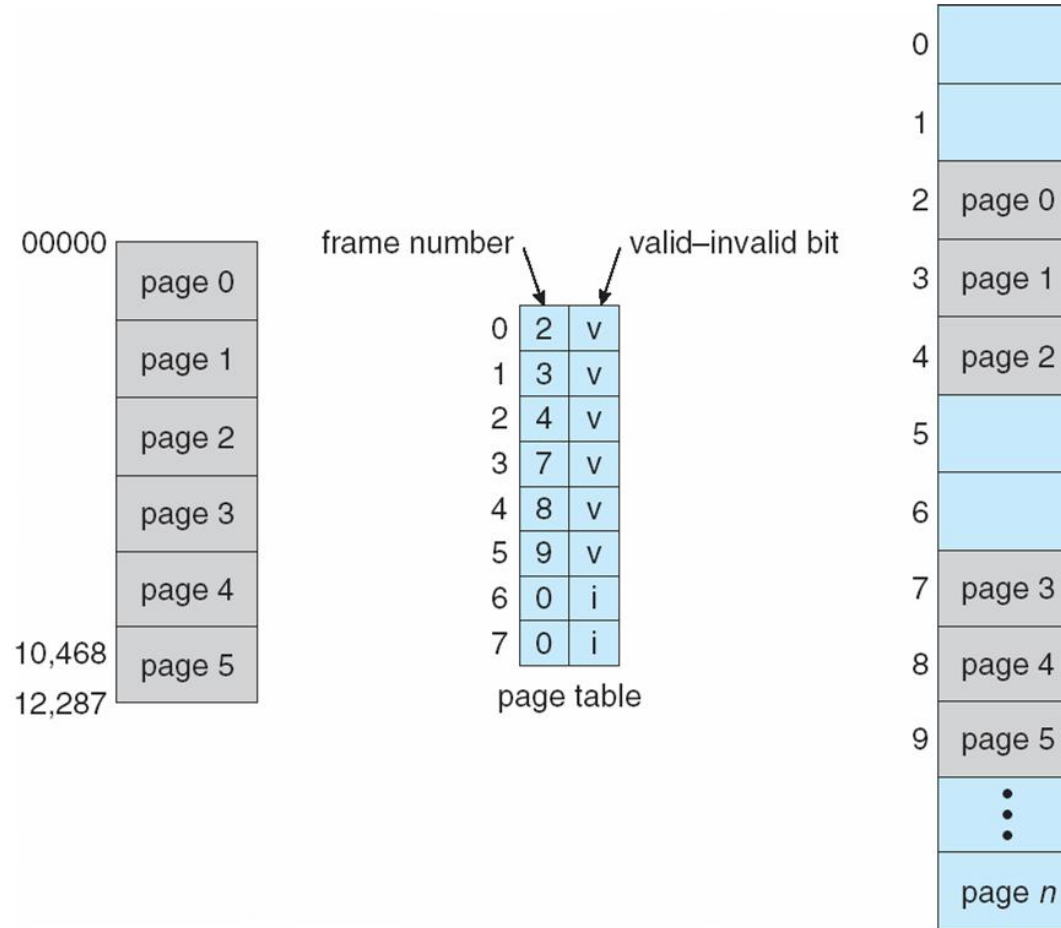 00000
page 0
page 1
page 2
page 3
page 4
10,468
page 5
12,287
frame number
valid–invalid bit
0 2 v
1 3 v
2 4 v
3 7 v
4 8 v
5 9 v
6 0 i
7 0 i
page table
0
1
2 page 0
3 page 1
4 page 2
5
6
7 page 3
8 page 4
9 page 5
page n